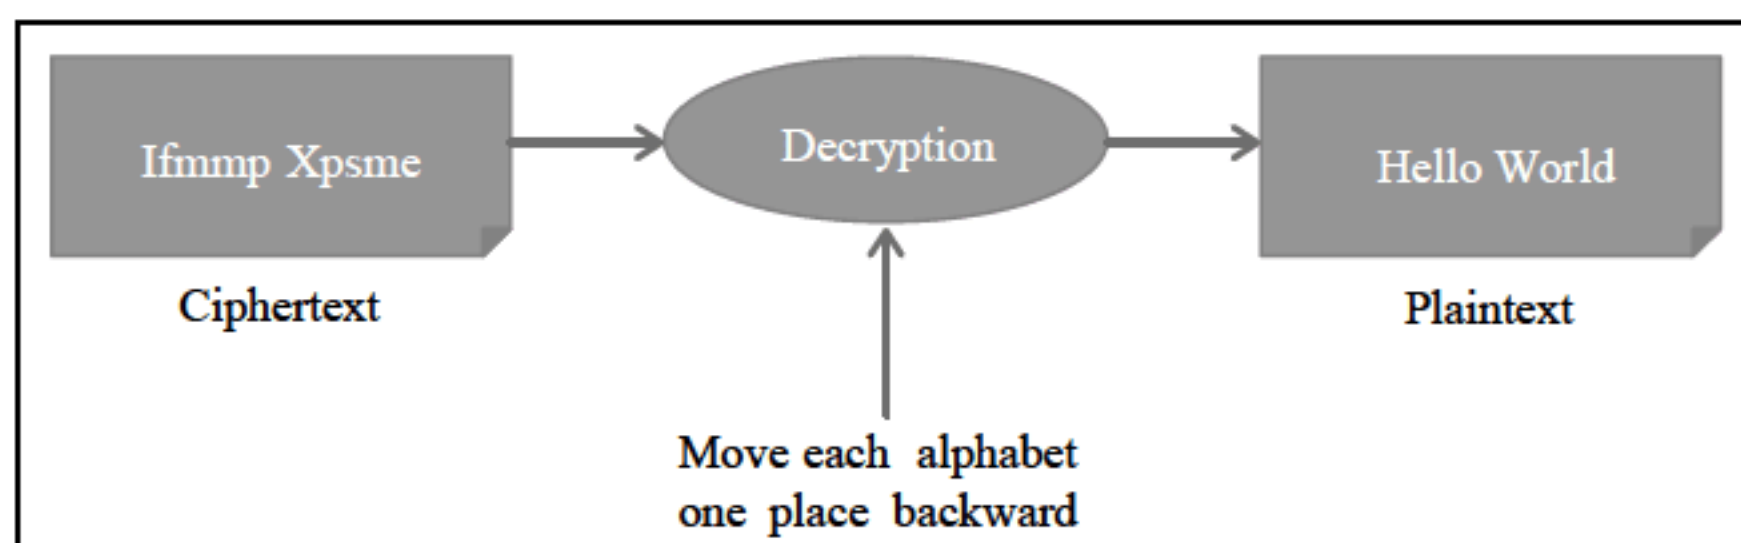 Ifmmp Xpsme
Decryption
Hello World
Ciphertext
Plaintext
Move each alphabet
one place backward